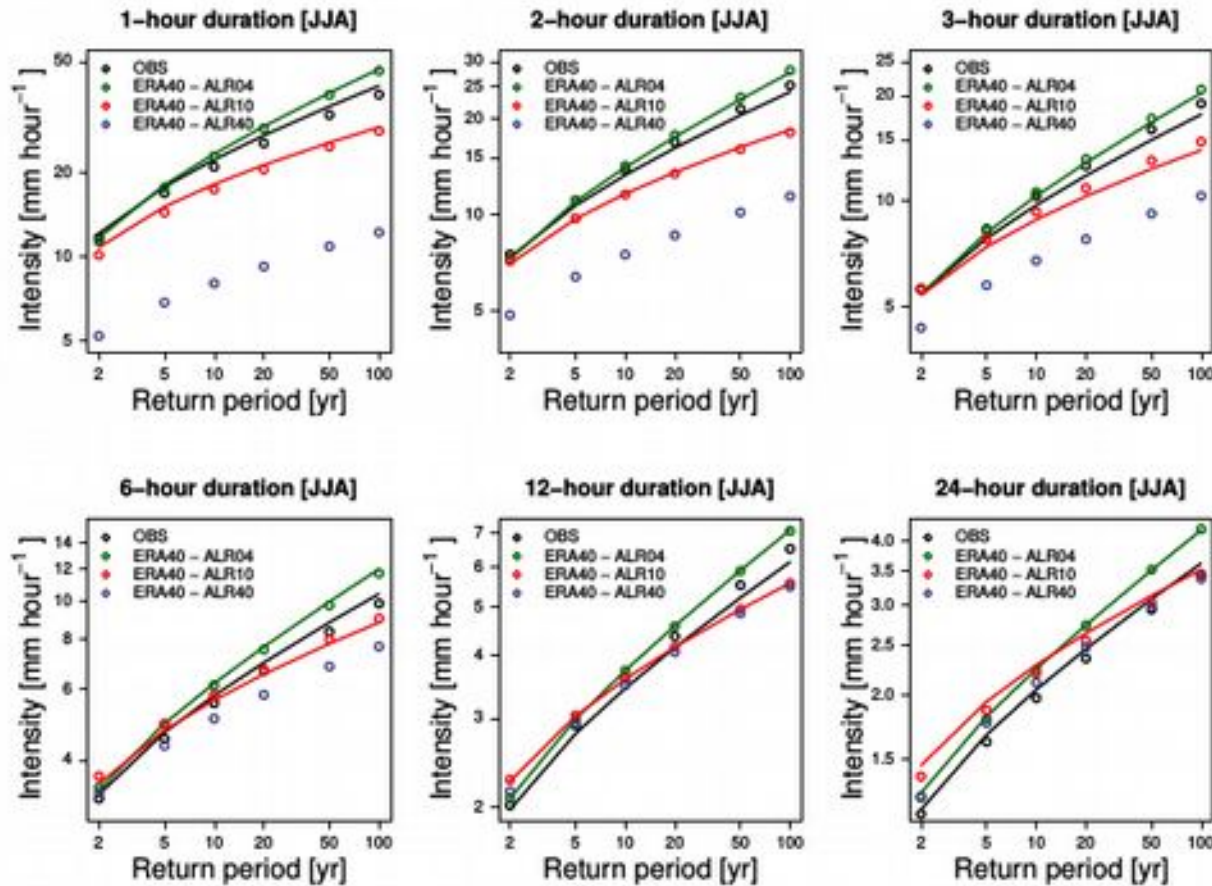 1-hour duration [JJA]
Intensity [mm hour-1 ]
50
20
10
5
OBS
ERA40 - ALR04
ERA40 - ALR10
ERA40 - ALR40
2 5 10 20 50 100
Return period [yr]
2-hour duration [JJA]
Intensity [mm hour-1 ]
30
25
20
15
10
5
OBS
ERA40 - ALR04
ERA40 - ALR10
ERA40 - ALR40
2 5 10 20 50 100
Return period [yr]
3-hour duration [JJA]
Intensity [mm hour-1 ]
25
20
15
10
5
OBS
ERA40 - ALR04
ERA40 - ALR10
ERA40 - ALR40
2 5 10 20 50 100
Return period [yr]
6-hour duration [JJA]
Intensity [mm hour-1 ]
14
12
10
8
6
4
OBS
ERA40 - ALR04
ERA40 - ALR10
ERA40 - ALR40
2 5 10 20 50 100
Return period [yr]
12-hour duration [JJA]
Intensity [mm hour-1 ]
7
6
5
4
3
2
OBS
ERA40 - ALR04
ERA40 - ALR10
ERA40 - ALR40
2 5 10 20 50 100
Return period [yr]
24-hour duration [JJA]
Intensity [mm hour-1 ]
4.0
3.5
3.0
2.5
2.0
1.5
OBS
ERA40 - ALR04
ERA40 - ALR10
ERA40 - ALR40
2 5 10 20 50 100
Return period [yr]